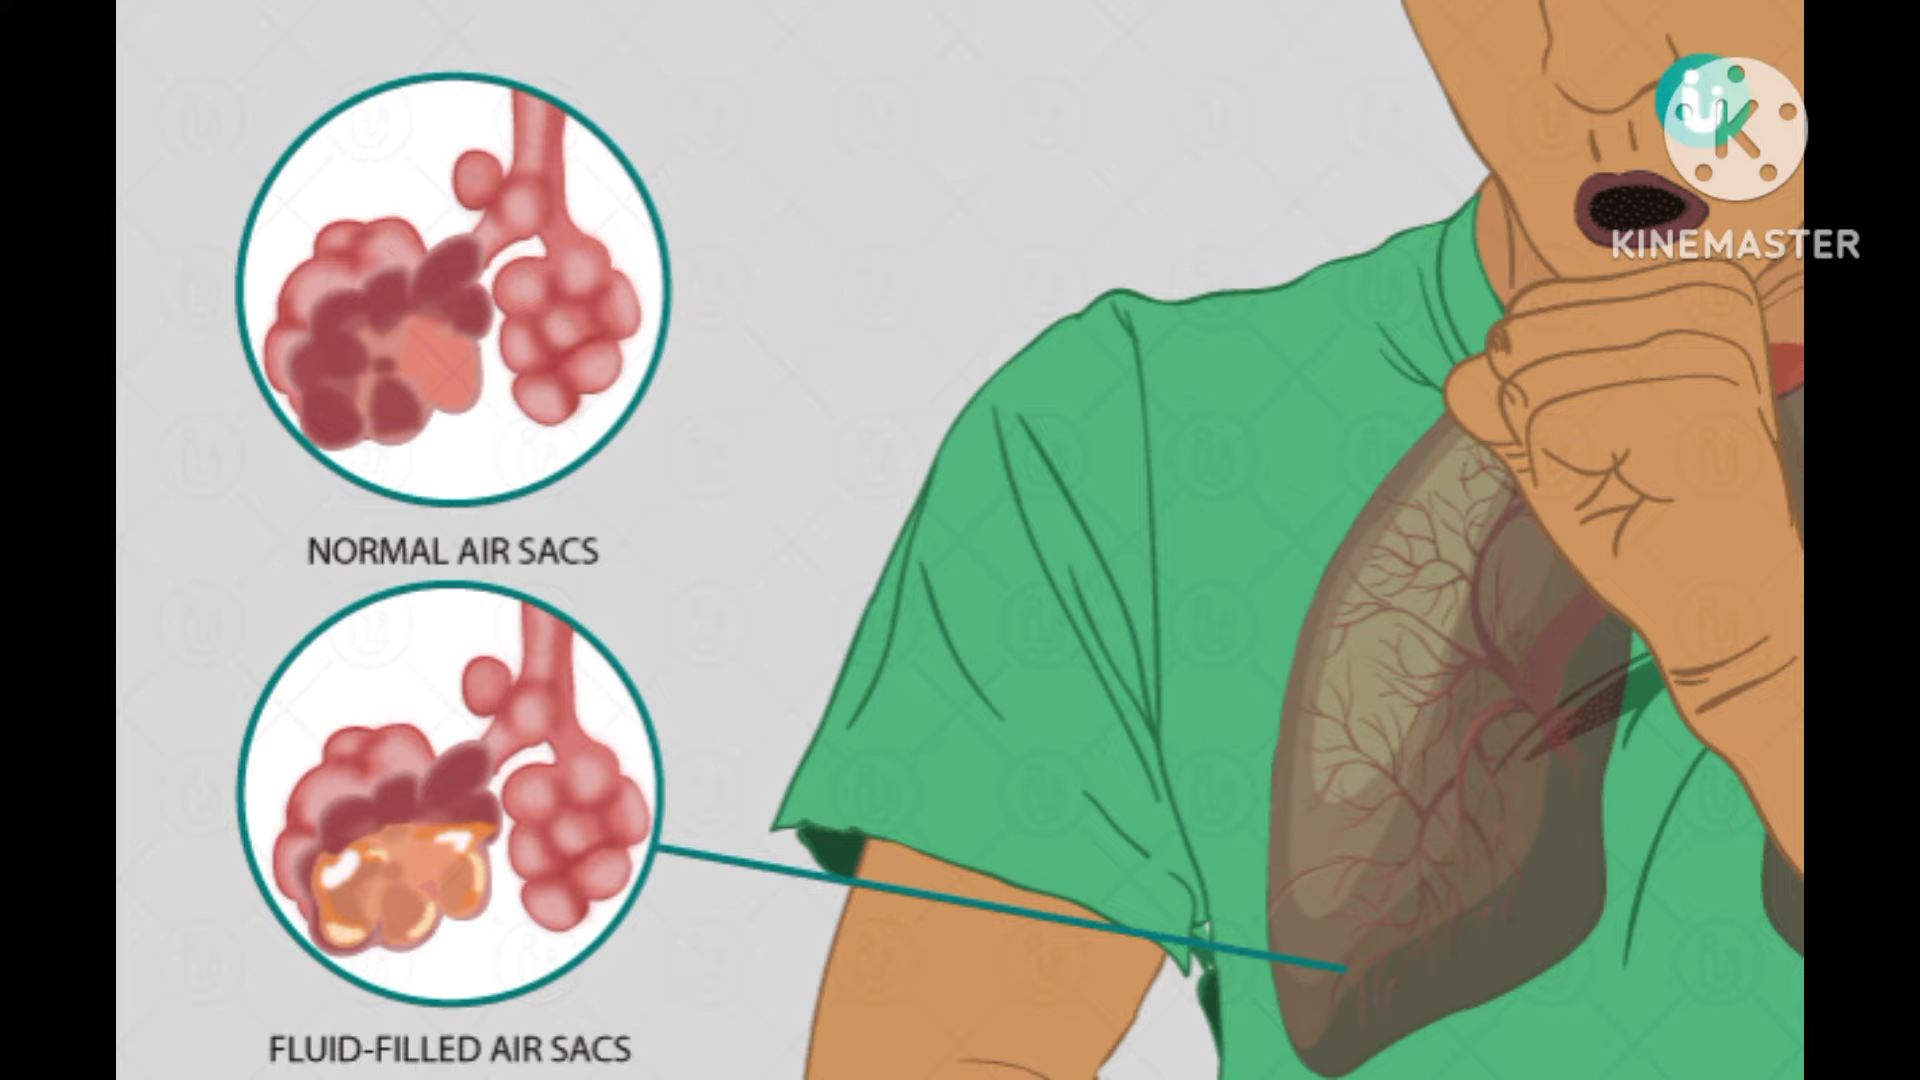 NORMAL AIR SACS
FLUID-FILLED AIR SACS
K
KINEMASTER